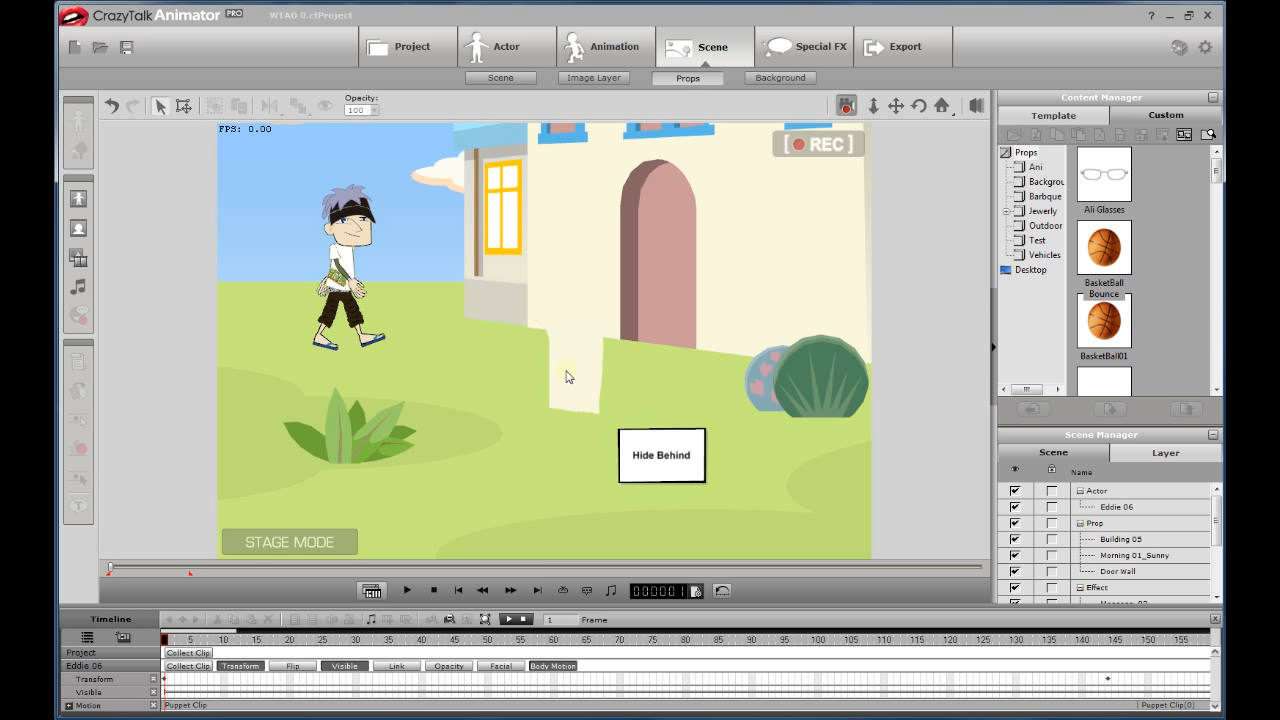 CrazyTalk Animator PRO WTAD 0.ctProject
Project Actor Animation Scene Special FX Export
Scene Image Layer Props Background
Opacity:
100
Content Manager
Template Custom
FPS: 0.00
[ REC ]
Props
Ani
Backgrou
Barbque
Jewerly
Outdoor
Test
Vehicles
Desktop
Ali Glasses
BasketBall
Bounce
BasketBall01
Hide Behind
STAGE MODE
Scene Manager
Scene Layer
Name
Actor
Eddie 06
Prop
Building 05
Morning 01_Sunny
Door Wall
Effect
000001
Timeline
1 Frame
5 10 15 20 25 30 35 40 45 50 55 60 65 70 75 80 85 90 95 100 105 110 115 120 125 130 135 140 145 150 155
Project Collect Clip
Eddie 06 Collect Clip Transform Flip Visible Link Opacity Facial Body Motion
Transform
Visible
Motion Puppet Clip Puppet Clip(0)